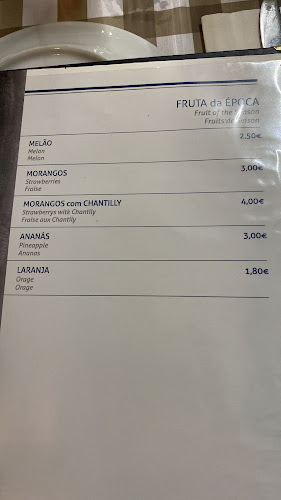 FRUTA da ÉPOCA
Fruit of the Season
Fruits de Saison
MELÃO 2,50€
Melon
Melon
MORANGOS 3,00€
Strawberries
Fraise
MORANGOS com CHANTILLY 4,00€
Strawberrys with Chantily
Fraise aux Chantily
ANANÁS 3,00€
Pineapple
Ananas
LARANJA 1,80€
Orage
Orage